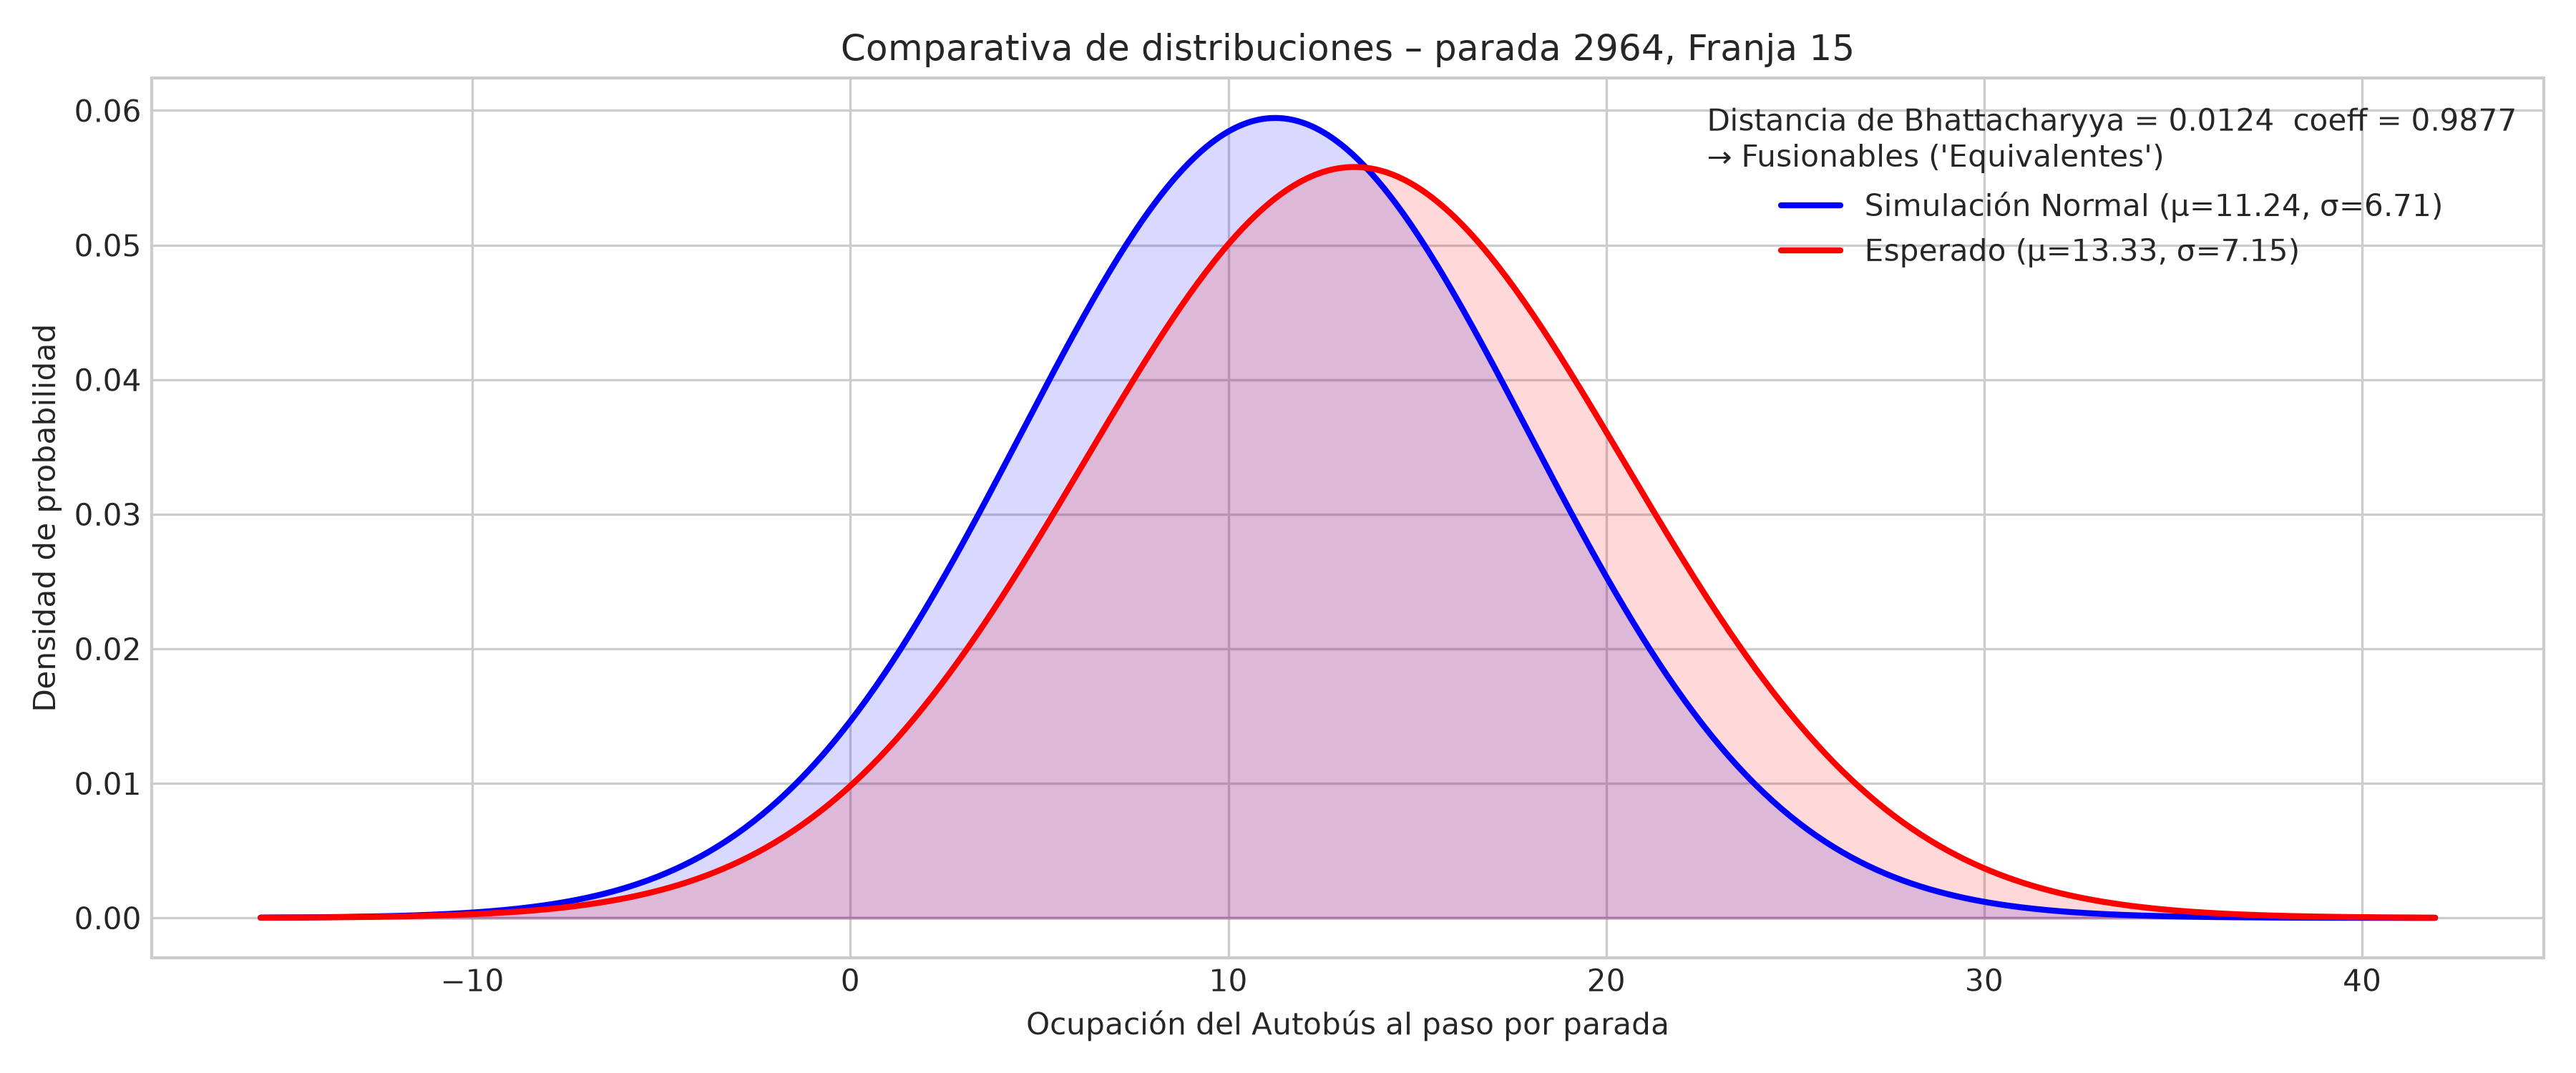 Comparativa de distribuciones – parada 2964, Franja 15
Distancia de Bhattacharyya = 0.0124  coeff = 0.9877
→ Fusionables ('Equivalentes')
Simulación Normal (μ=11.24, σ=6.71)
Esperado (μ=13.33, σ=7.15)
Densidad de probabilidad
0.06
0.05
0.04
0.03
0.02
0.01
0.00
−10
0
10
20
30
40
Ocupación del Autobús al paso por parada